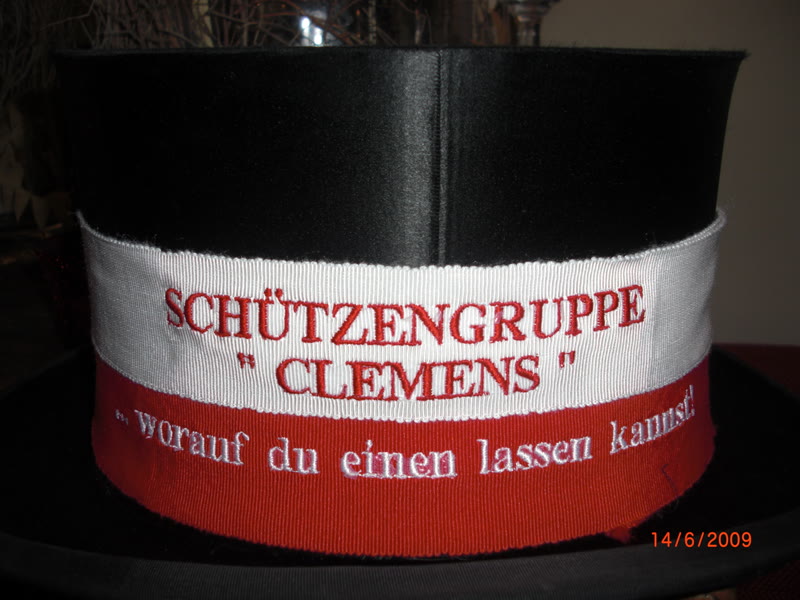 SCHÜTZENGRUPPE
" CLEMENS "
... worauf du einen lassen kannst!
14/6/2009